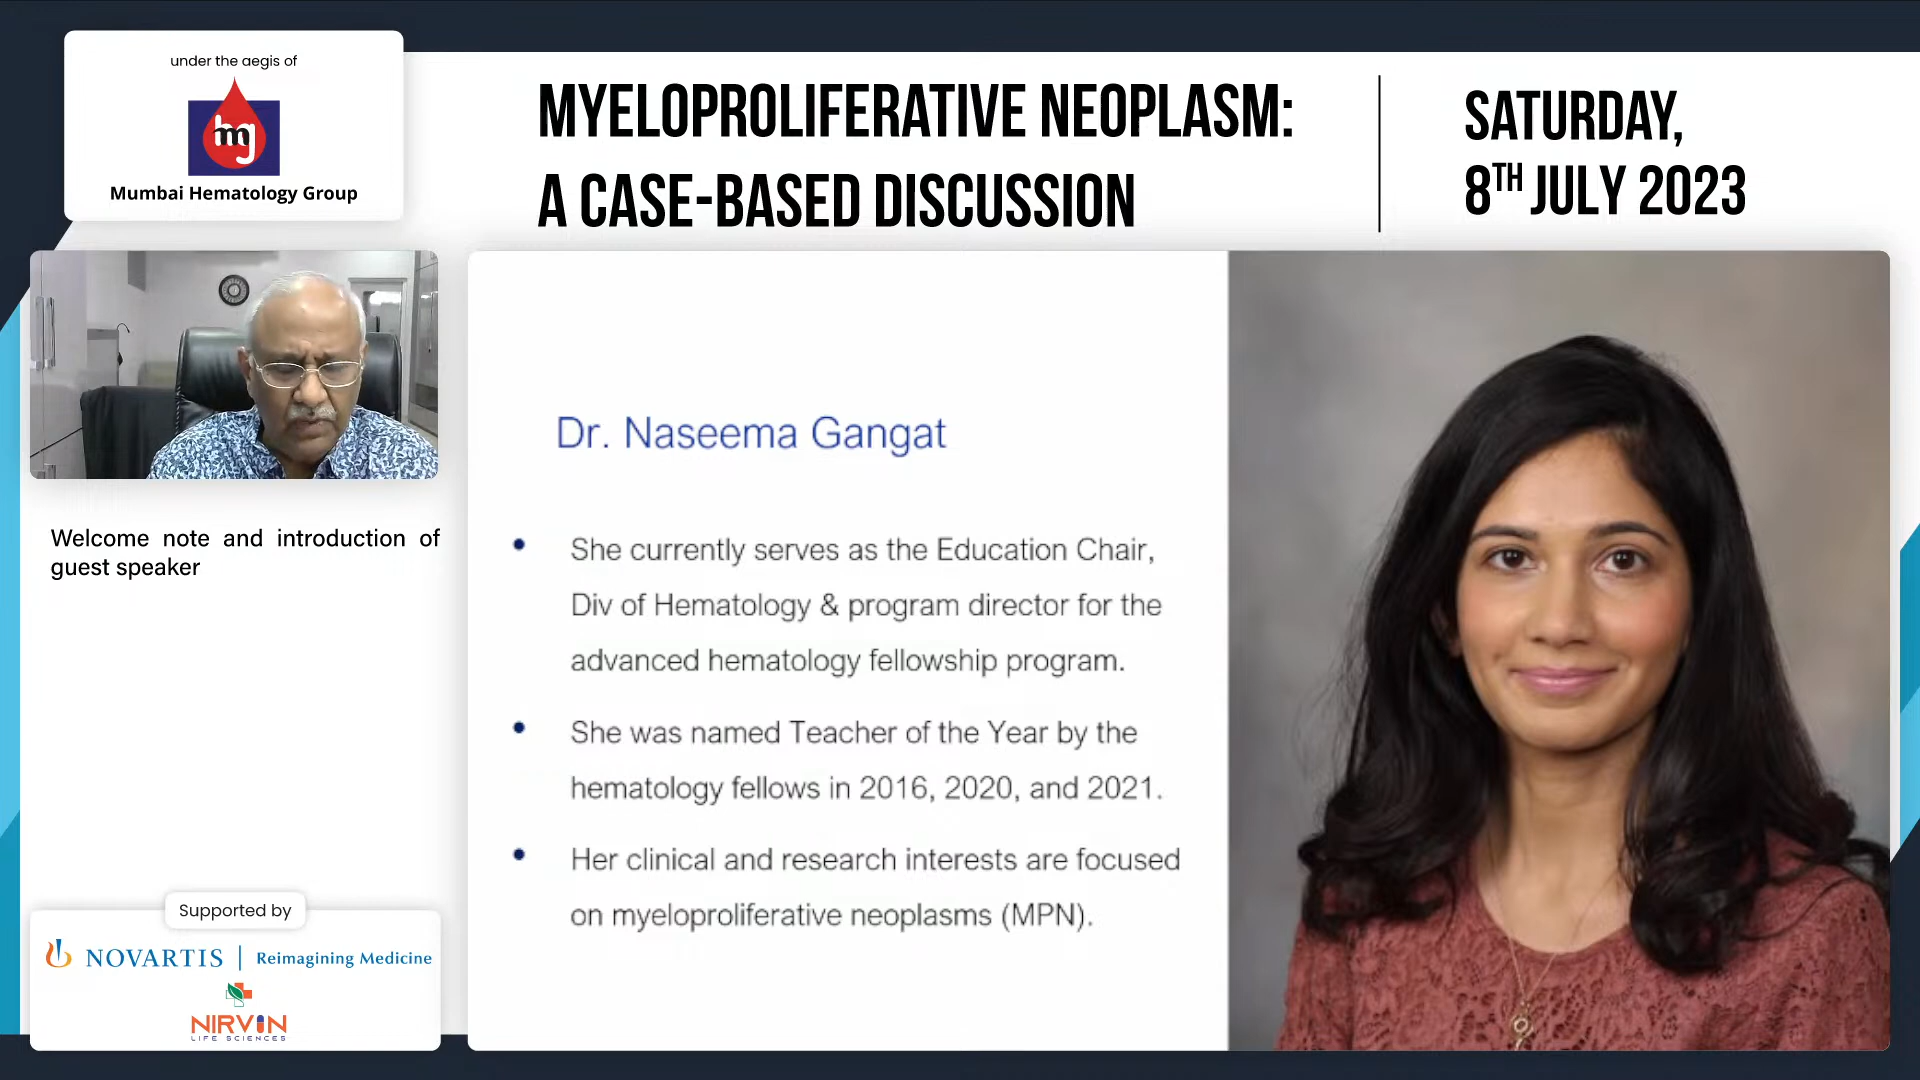 under the aegis of
hmg
Mumbai Hematology Group
MYELOPROLIFERATIVE NEOPLASM:
A CASE-BASED DISCUSSION
SATURDAY,
8TH JULY 2023
Welcome note and introduction of
guest speaker
Dr. Naseema Gangat
• She currently serves as the Education Chair,
Div of Hematology & program director for the
advanced hematology fellowship program.
• She was named Teacher of the Year by the
hematology fellows in 2016, 2020, and 2021.
• Her clinical and research interests are focused
on myeloproliferative neoplasms (MPN).
Supported by
NOVARTIS | Reimagining Medicine
NIRVIN
LIFE SCIENCES